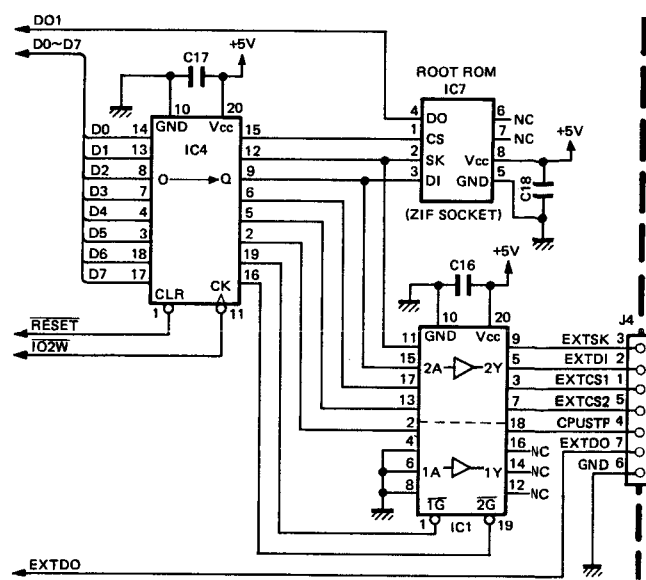 DO1
D0~D7
C17
+5V
ROOT ROM
IC7
10
20
GND
Vcc
IC4
O → Q
CLR
CK
1
11
D0 14
D1 13
D2 8
D3 7
D4 4
D5 3
D6 18
D7 17
15
12
9
6
5
2
19
16
4 DO
1 CS
2 SK
3 DI
6 NC
7 NC
Vcc 8
GND 5
+5V
C18
(ZIF SOCKET)
RESET
IO2W
C16
+5V
10
20
GND
Vcc
11
15
17
13
2
4
6
8
2A
2Y
1A
1Y
1G
2G
1
IC1
19
9
5
3
7
18
16 NC
14 NC
12 NC
J4
EXTSK 3
EXTDI 2
EXTCS1 1
EXTCS2 5
CPUSTP 4
EXTDO 7
GND 6
EXTDO